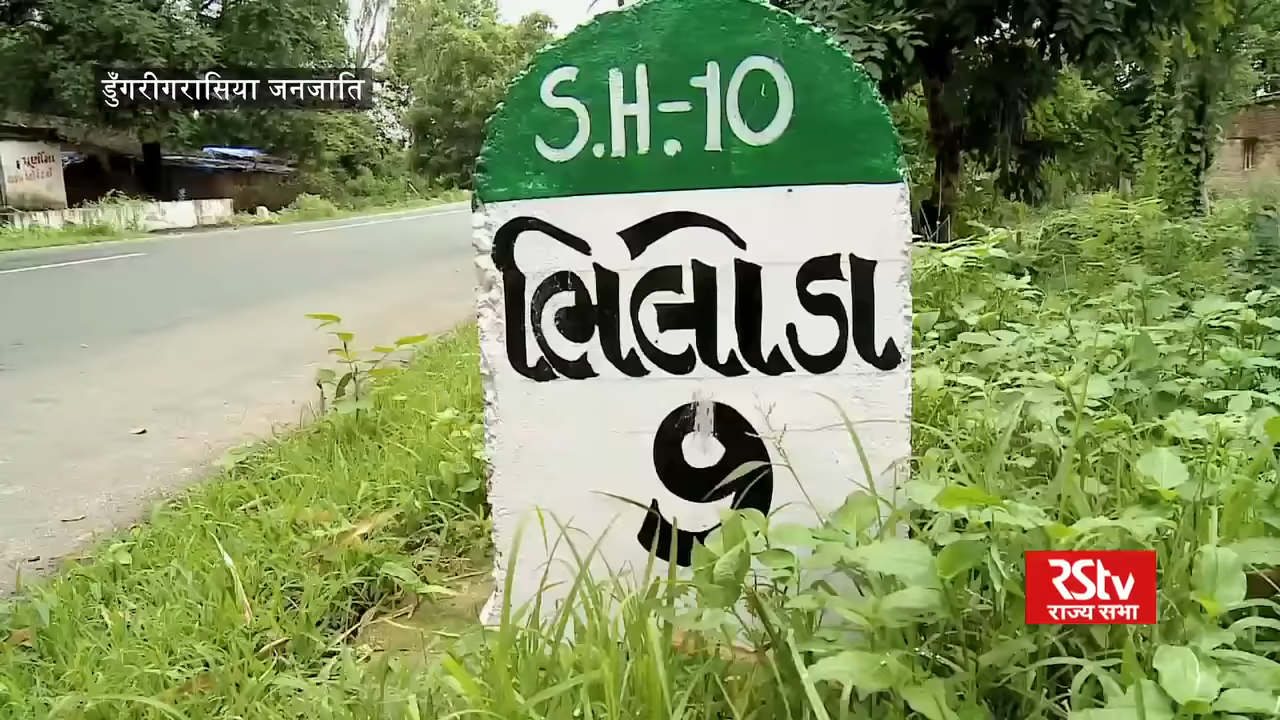 डुँगरीगरासिया जनजाति
S.H.-10
ભિલોડા
૧
પૂર્ણિમા
RSTV
राज्य सभा